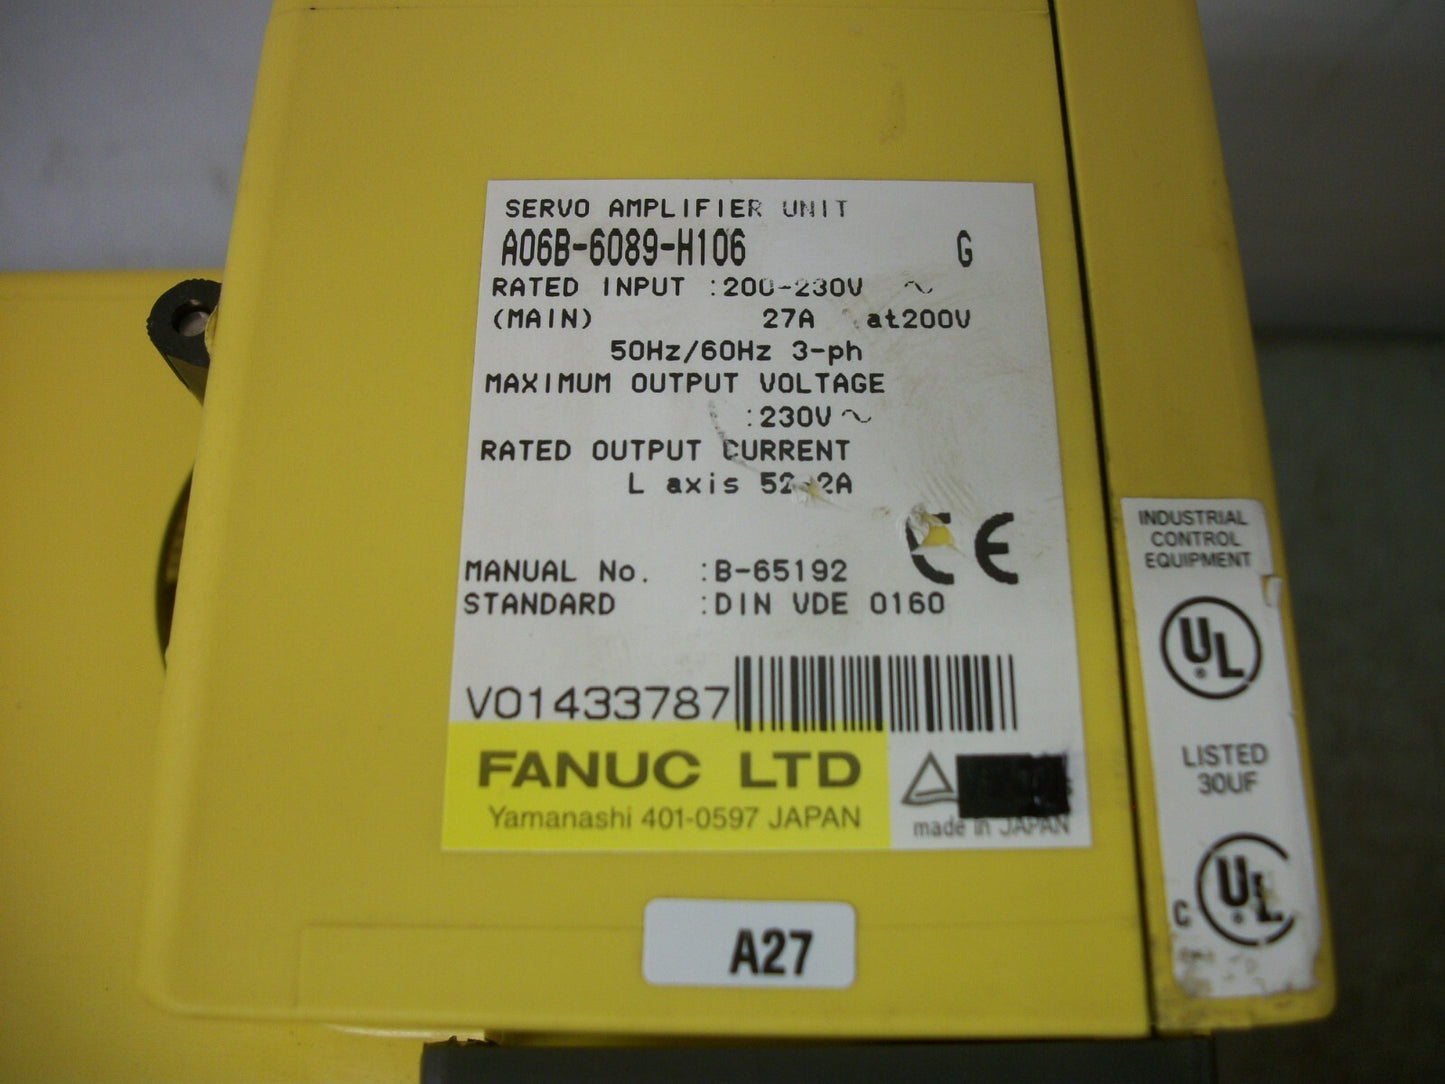 SERVO AMPLIFIER UNIT
A06B-6089-H106 G
RATED INPUT :200-230V ~
(MAIN) 27A at200V
50Hz/60Hz 3-ph
MAXIMUM OUTPUT VOLTAGE
:230V~
RATED OUTPUT CURRENT
L axis 52.2A
CE
MANUAL No. :B-65192
STANDARD :DIN VDE 0160
V01433787
FANUC LTD
Yamanashi 401-0597 JAPAN
made in JAPAN
A27
INDUSTRIAL
CONTROL
EQUIPMENT
UL
®
LISTED
30UF
C UL
®